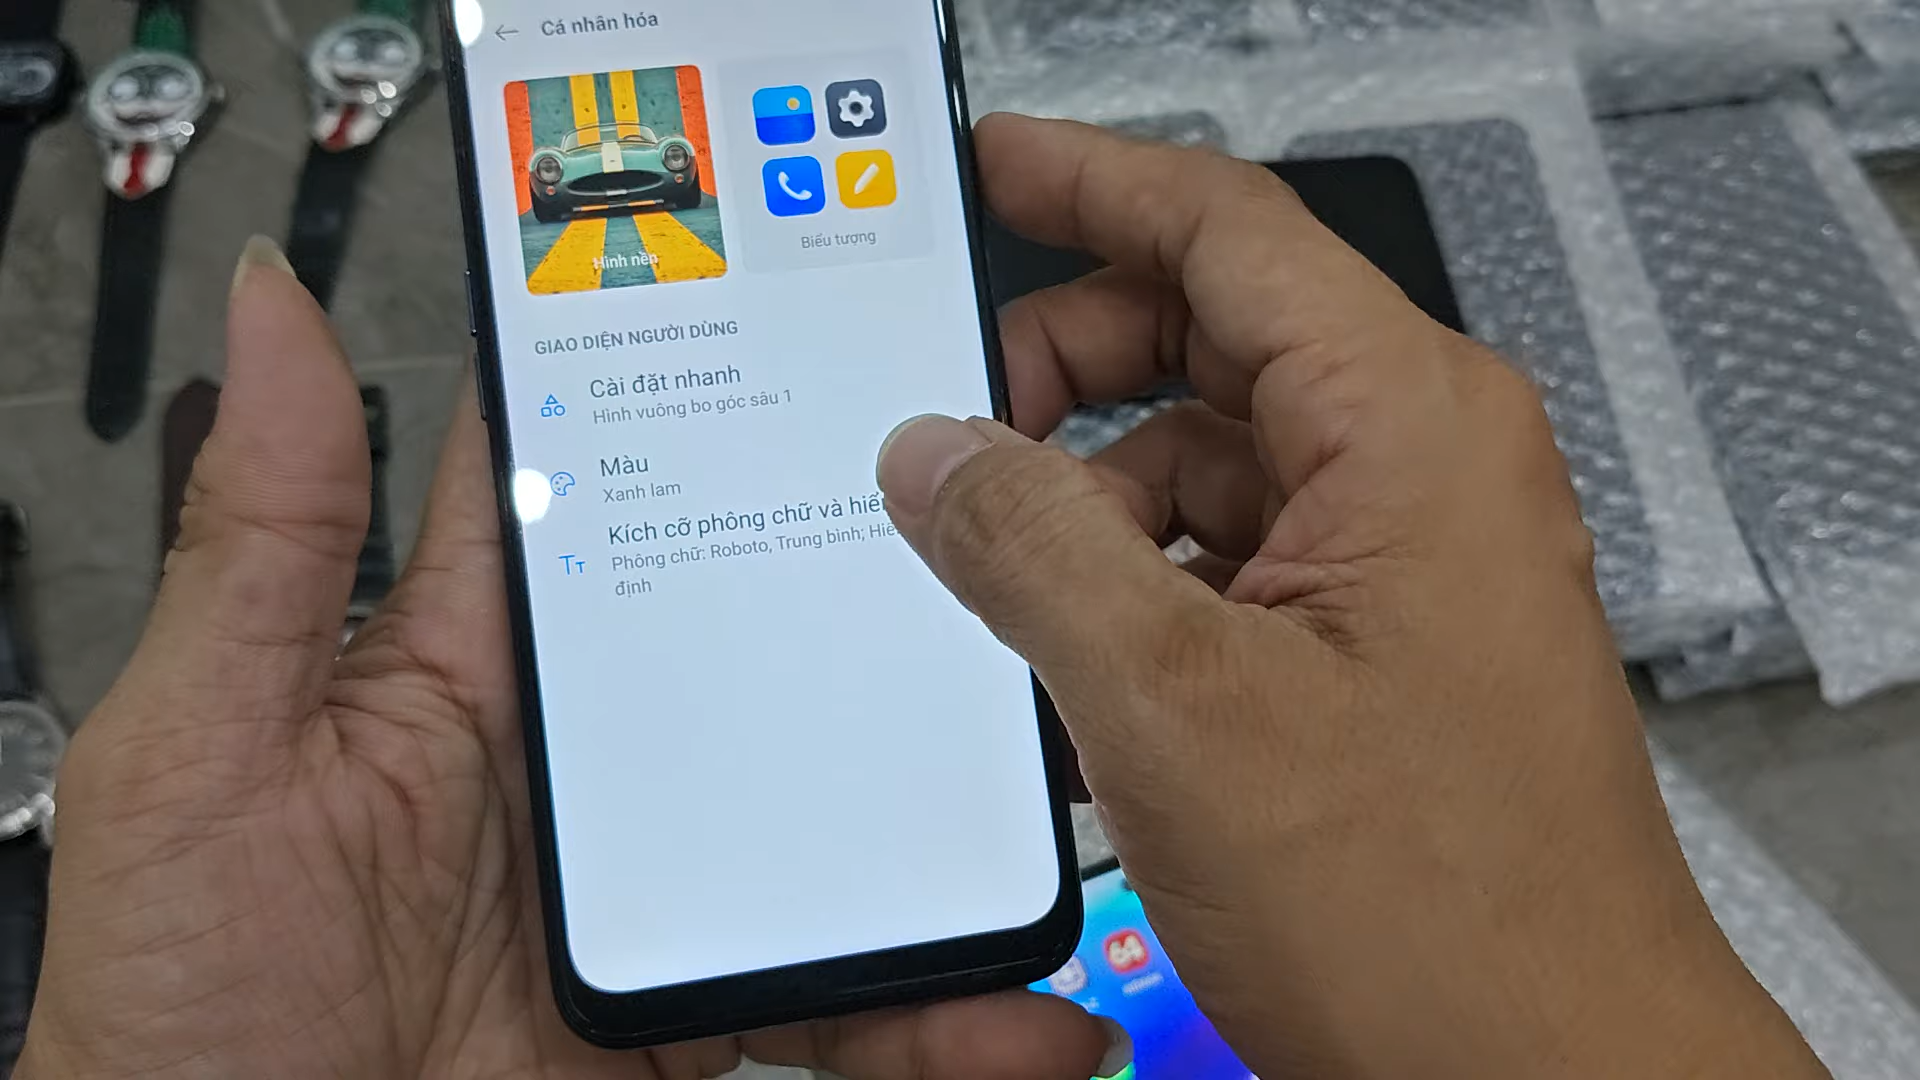 Cá nhân hóa
Hình nền
Biểu tượng
GIAO DIỆN NGƯỜI DÙNG
Cài đặt nhanh
Hình vuông bo góc sâu 1
Màu
Xanh lam
Kích cỡ phông chữ và
Phông chữ: Roboto, Trung bình;
định
64